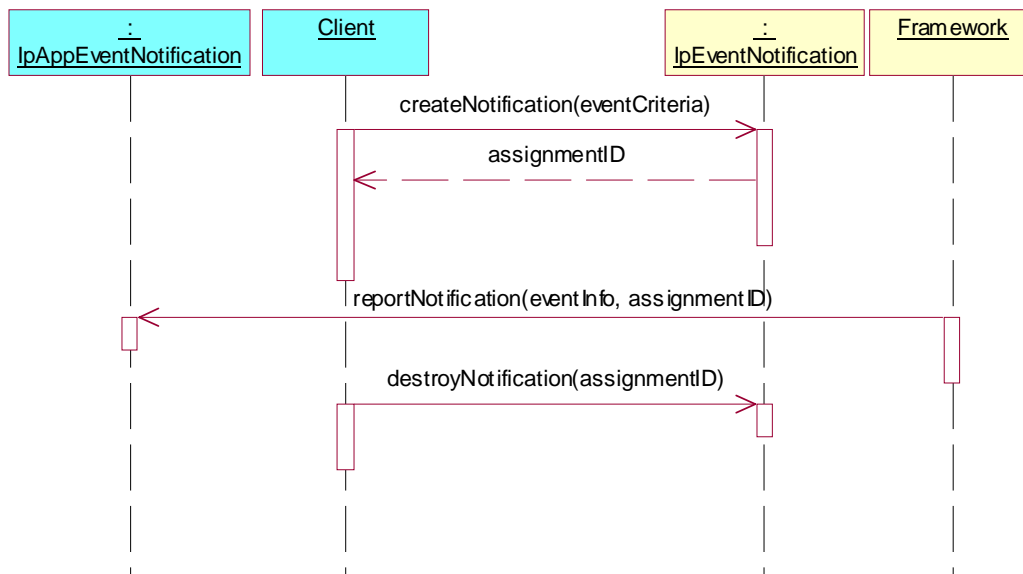 :
IpAppEventNotification
Client
:
IpEventNotification
Framework
createNotification(eventCriteria)
assignmentID
reportNotification(eventInfo, assignmentID)
destroyNotification(assignmentID)